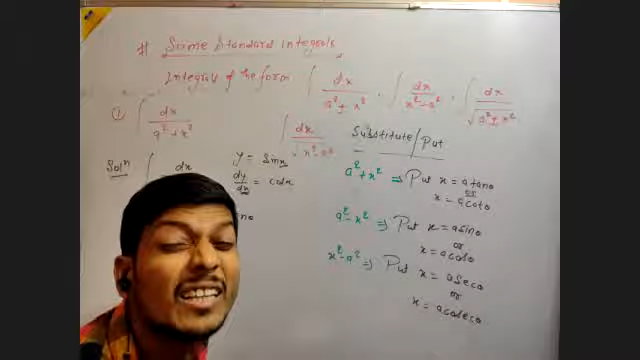 # Some Standard Integrals
Integral of the form ∫ dx / a² ± x² , ∫ dx / x² − a² , ∫ dx / √a² ± x²
① ∫ dx / a² + x²
∫ dx / √x² − a²
Solⁿ ∫ dx
y = sinx
dy/dx = cosx
Substitute/Put
a² + x² ⇒ Put x = a tanθ
or
x = a cotθ
a² − x² ⇒ Put x = a sinθ
or
x = a cosθ
x² − a² ⇒ Put x = a secθ
or
x = a cosecθ